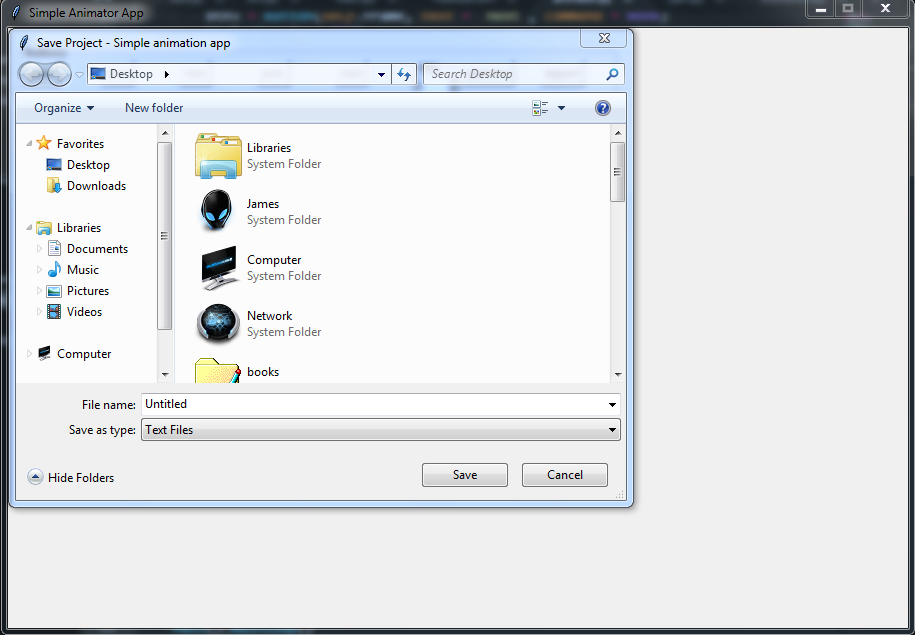 Simple Animator App
Save Project - Simple animation app
Desktop
Search Desktop
Organize
New folder
Favorites
Desktop
Downloads
Libraries
Documents
Music
Pictures
Videos
Computer
Libraries
System Folder
James
System Folder
Computer
System Folder
Network
System Folder
books
File name: Untitled
Save as type: Text Files
Hide Folders
Save
Cancel